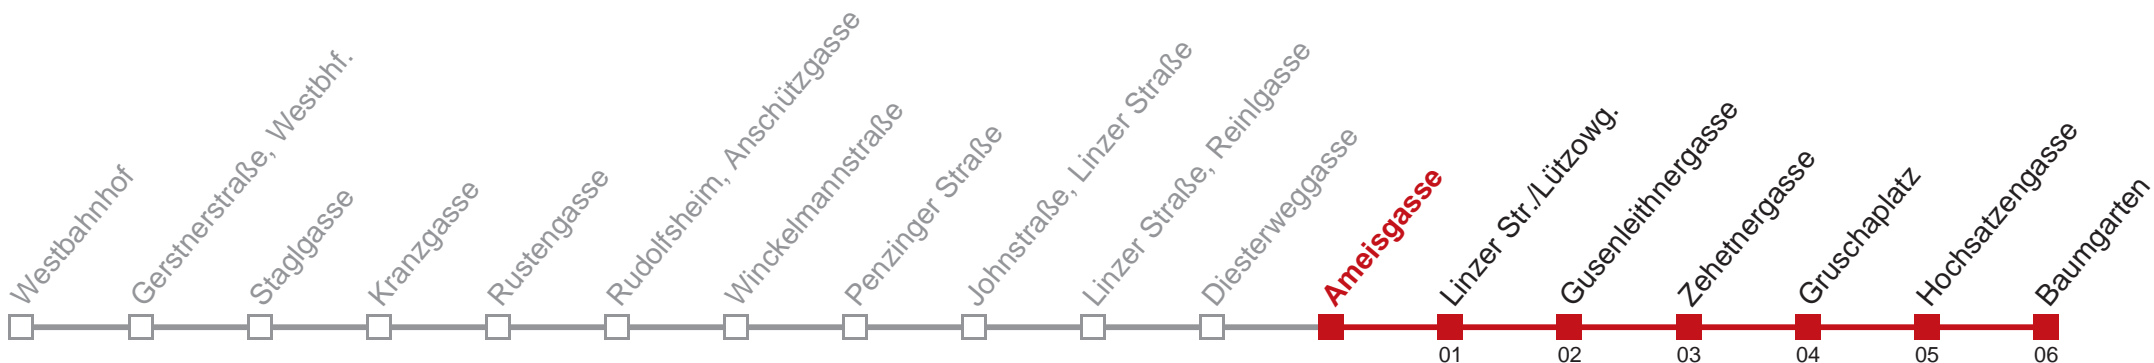 Westbahnhof
Gerstnerstraße, Westbhf.
Staglgasse
Kranzgasse
Rustengasse
Rudolfsheim, Anschützgasse
Winckelmannstraße
Penzinger Straße
Johnstraße, Linzer Straße
Linzer Straße, Reinlgasse
Diesterweggasse
Ameisgasse
Linzer Str./Lützowg.
Gusenleithnergasse
Zehetnergasse
Gruschaplatz
Hochsatzengasse
Baumgarten
01
02
03
04
05
06